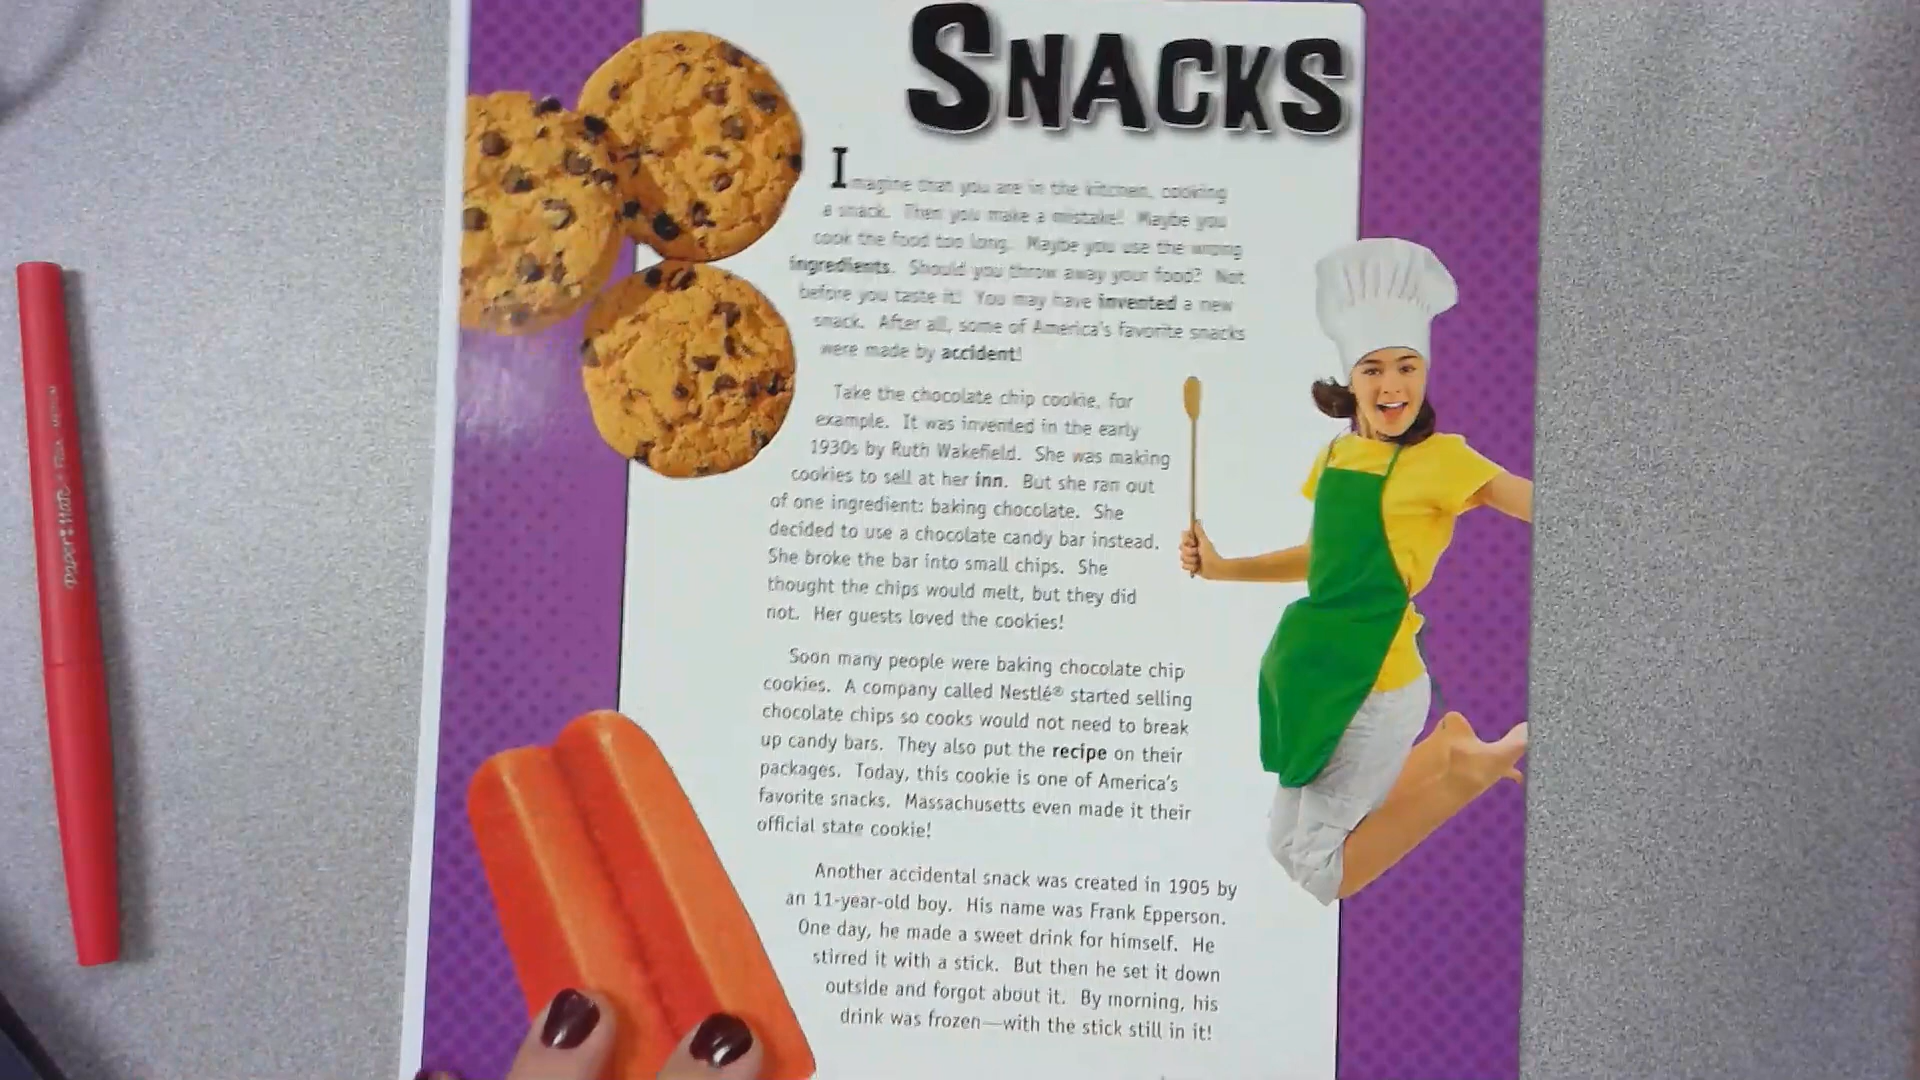 SNACKS
Imagine that you are in the kitchen, cooking
a snack. Then you make a mistake! Maybe you
cook the food too long. Maybe you use the wrong
ingredients. Should you throw away your food? Not
before you taste it! You may have invented a new
snack. After all, some of America's favorite snacks
were made by accident!
Take the chocolate chip cookie, for
example. It was invented in the early
1930s by Ruth Wakefield. She was making
cookies to sell at her inn. But she ran out
of one ingredient: baking chocolate. She
decided to use a chocolate candy bar instead.
She broke the bar into small chips. She
thought the chips would melt, but they did
not. Her guests loved the cookies!
Soon many people were baking chocolate chip
cookies. A company called Nestlé® started selling
chocolate chips so cooks would not need to break
up candy bars. They also put the recipe on their
packages. Today, this cookie is one of America's
favorite snacks. Massachusetts even made it their
official state cookie!
Another accidental snack was created in 1905 by
an 11-year-old boy. His name was Frank Epperson.
One day, he made a sweet drink for himself. He
stirred it with a stick. But then he set it down
outside and forgot about it. By morning, his
drink was frozen—with the stick still in it!
Paper Mate